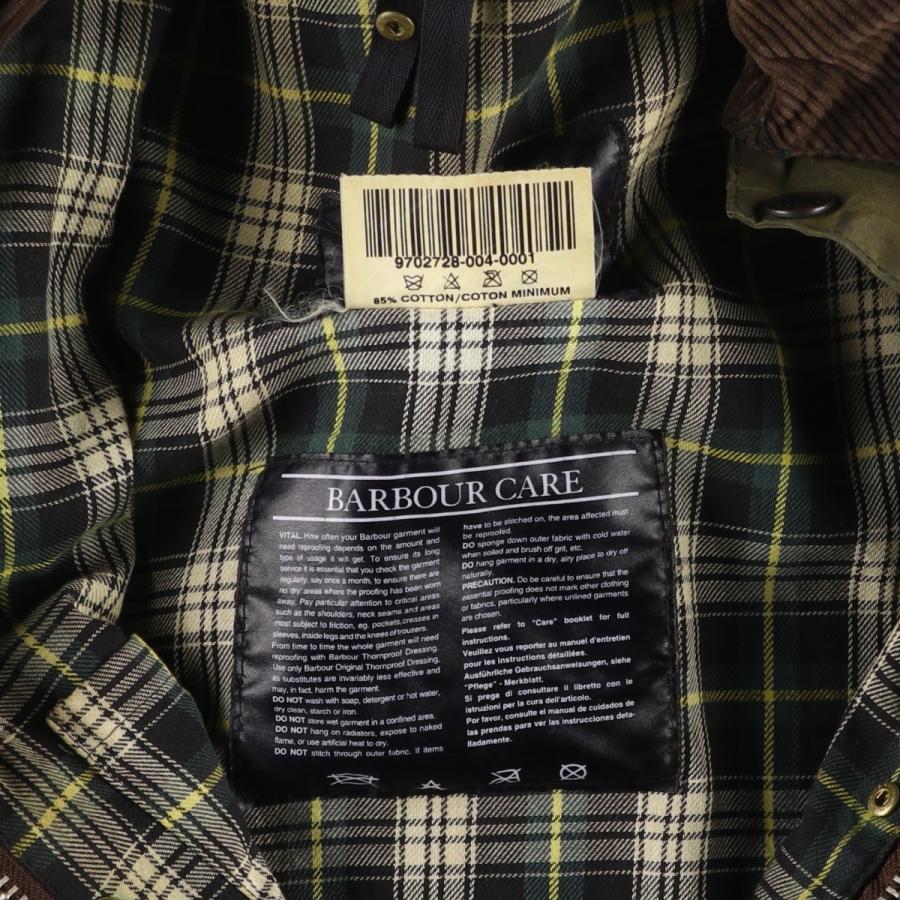 9702728-004-0001
85% COTTON/COTON MINIMUM
BARBOUR CARE
VITAL. How often your Barbour garment will
need reproofing depends on the amount and
type of usage it will get. To ensure its long
service it is essential that you check the garment
regularly, say once a month, to ensure there are
no dry areas where the proofing has been worn
away. Pay particular attention to critical areas
such as the shoulders, neck seams and areas
most subject to friction, eg. pockets,creases in
sleeves, inside legs and the knees of trousers.
From time to time the whole garment will need
reproofing with Barbour Thornproof Dressing.
Use only Barbour Original Thornproof Dressing,
as substitutes are invariably less effective and
may, in fact, harm the garment.
DO NOT wash with soap, detergent or hot water,
dry clean, starch or iron.
DO NOT store wet garment in a confined area.
DO NOT hang on radiators, expose to naked
flame, or use artificial heat to dry.
DO NOT stitch through outer fabric. If items
have to be stitched on, the area affected must
be reproofed.
DO sponge down outer fabric with cold water
when soiled and brush off grit, etc.
DO hang garment in a dry, airy place to dry off
naturally.
PRECAUTION. Do be careful to ensure that the
essential proofing does not mark other clothing
or fabrics, particularly where unlined garments
are chosen.
Please refer to "Care" booklet for full
instructions.
Veuillez vous reporter au manuel d'entretien
pour les instructions détaillées.
Ausführliche Gebrauchsanweisungen, siehe
"Pflege" - Merkblatt.
Si prega di consultare il libretto con le
istruzioni per la cura dell'articolo.
Por favor, consulte el manual de cuidados de
las prendas para ver las instrucciones deta-
lladamente.